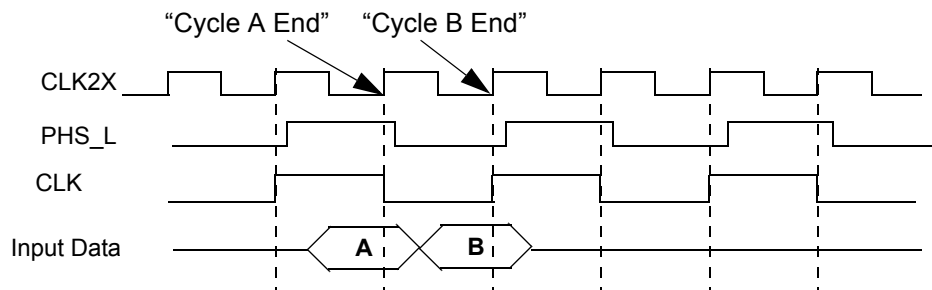 “Cycle A End” “Cycle B End”
CLK2X
PHS_L
CLK
Input Data A B